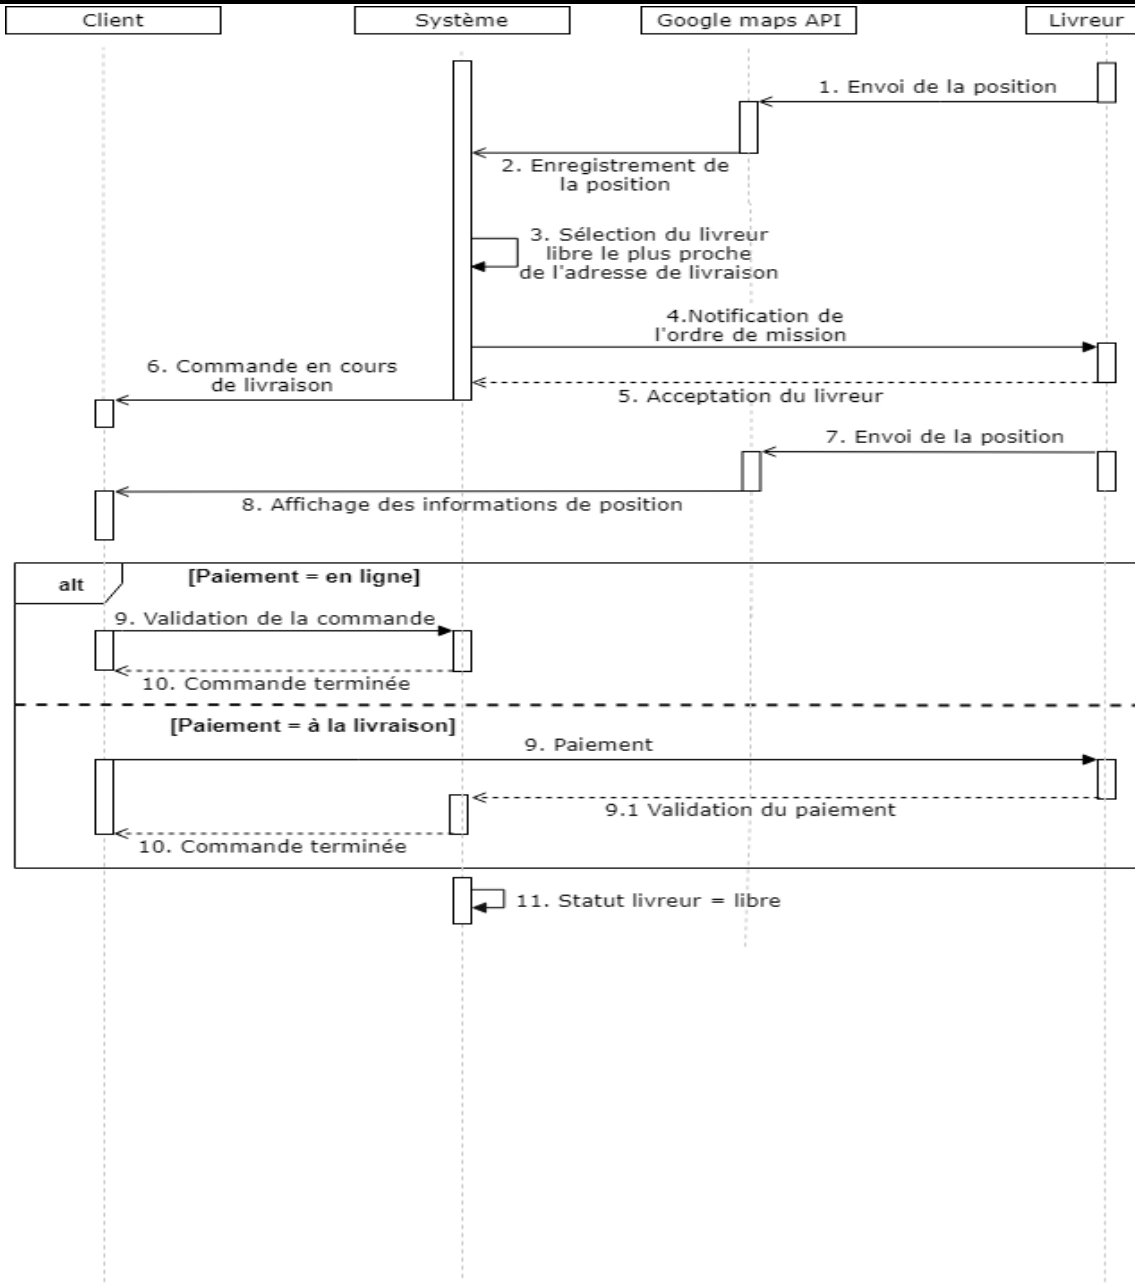 Client
Système
Google maps API
Livreur
1. Envoi de la position
2. Enregistrement de
la position
3. Sélection du livreur
libre le plus proche
de l'adresse de livraison
4.Notification de
l'ordre de mission
6. Commande en cours
de livraison
5. Acceptation du livreur
7. Envoi de la position
8. Affichage des informations de position
alt
[Paiement = en ligne]
9. Validation de la commande
10. Commande terminée
[Paiement = à la livraison]
9. Paiement
9.1 Validation du paiement
10. Commande terminée
11. Statut livreur = libre